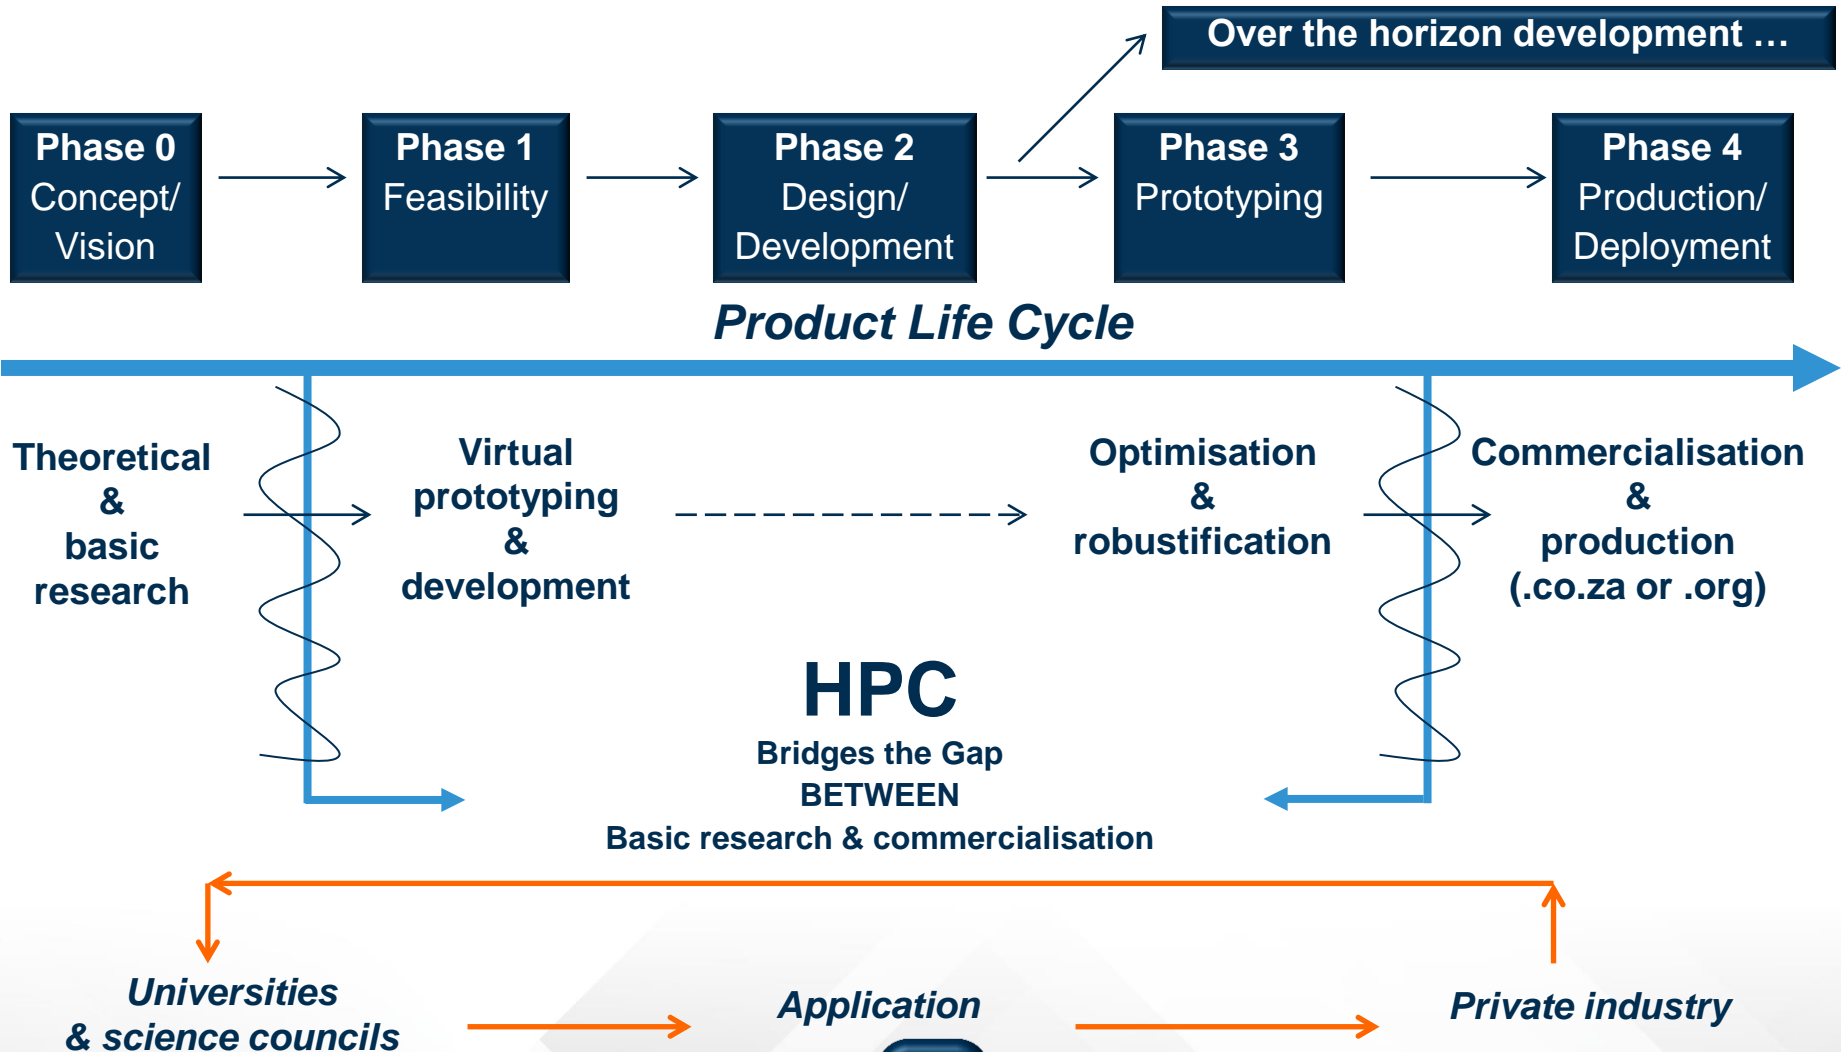 Over the horizon development …
Phase 0
Concept/
Vision
Phase 1
Feasibility
Phase 2
Design/
Development
Phase 3
Prototyping
Phase 4
Production/
Deployment
Product Life Cycle
Theoretical
&
basic
research
Virtual
prototyping
&
development
Optimisation
&
robustification
Commercialisation
&
production
(.co.za or .org)
HPC
Bridges the Gap
BETWEEN
Basic research & commercialisation
Universities
& science councils
Application
Private industry